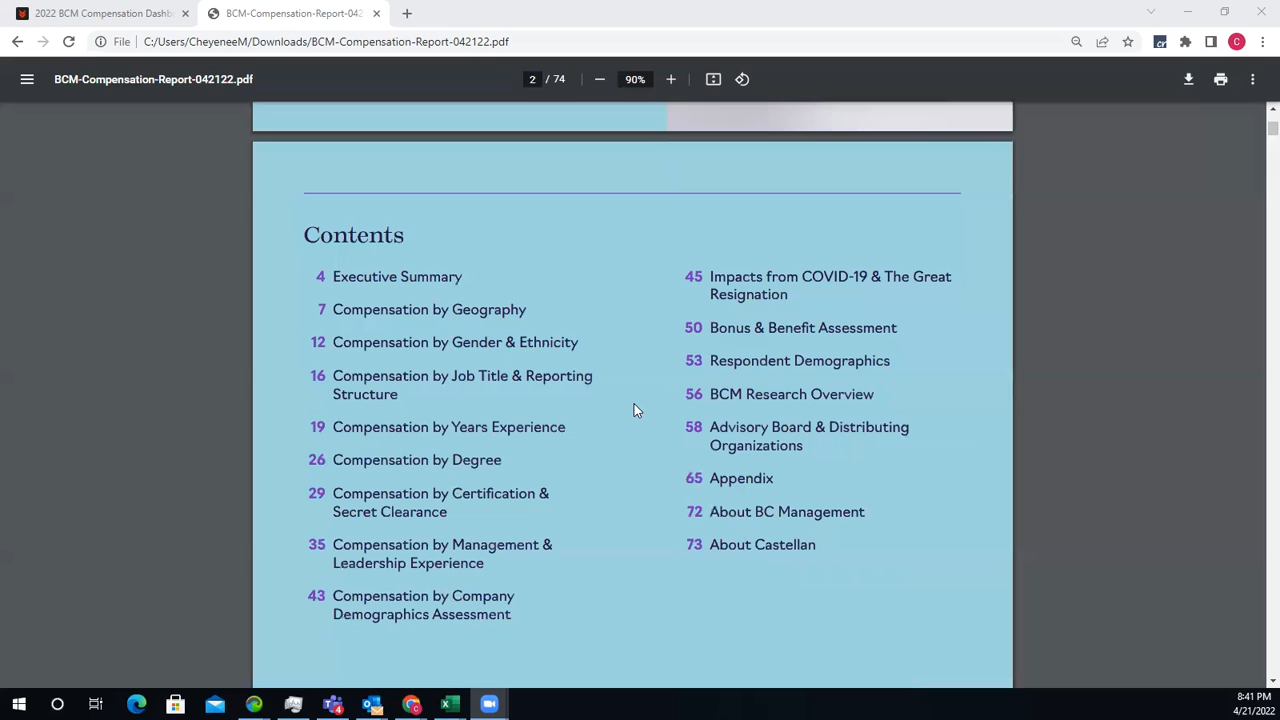 2022 BCM Compensation Dashb
BCM-Compensation-Report-042
File
C:/Users/CheyeneeM/Downloads/BCM-Compensation-Report-042122.pdf
C
BCM-Compensation-Report-042122.pdf
2 / 74
90%
Contents
4 Executive Summary
7 Compensation by Geography
12 Compensation by Gender & Ethnicity
16 Compensation by Job Title & Reporting
Structure
19 Compensation by Years Experience
26 Compensation by Degree
29 Compensation by Certification &
Secret Clearance
35 Compensation by Management &
Leadership Experience
43 Compensation by Company
Demographics Assessment
45 Impacts from COVID-19 & The Great
Resignation
50 Bonus & Benefit Assessment
53 Respondent Demographics
56 BCM Research Overview
58 Advisory Board & Distributing
Organizations
65 Appendix
72 About BC Management
73 About Castellan
4
8:41 PM
4/21/2022